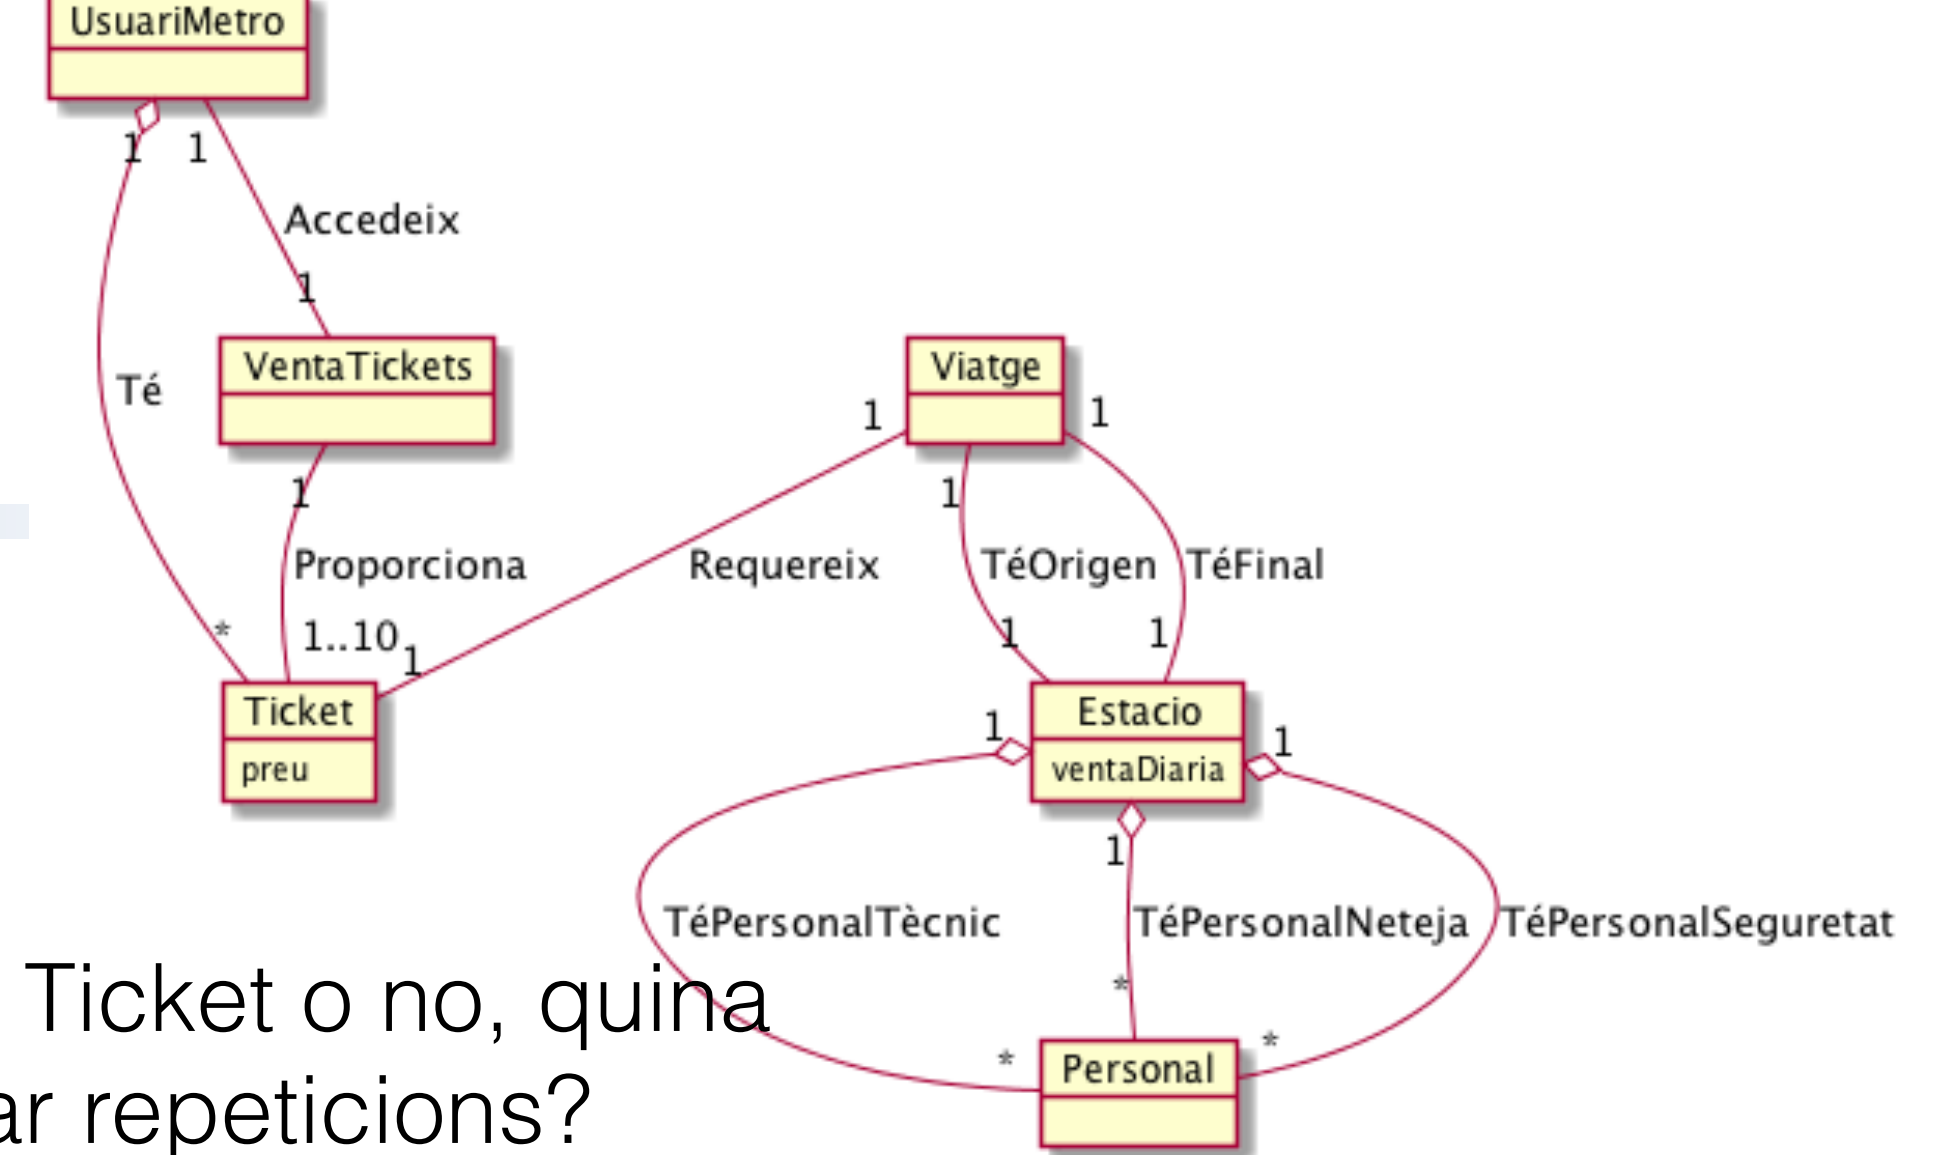 UsuariMetro
1 1
Accedeix
1
Té
VentaTickets
Viatge
1 1
1 1
Proporciona
Requereix
TéOrigen
TéFinal
* 1..10 1
1 1
Ticket
preu
Estacio
ventaDiaria
1 1
1
TéPersonalTècnic
TéPersonalNeteja
TéPersonalSeguretat
*
* *
Personal
Ticket o no, quina
ar repeticions?